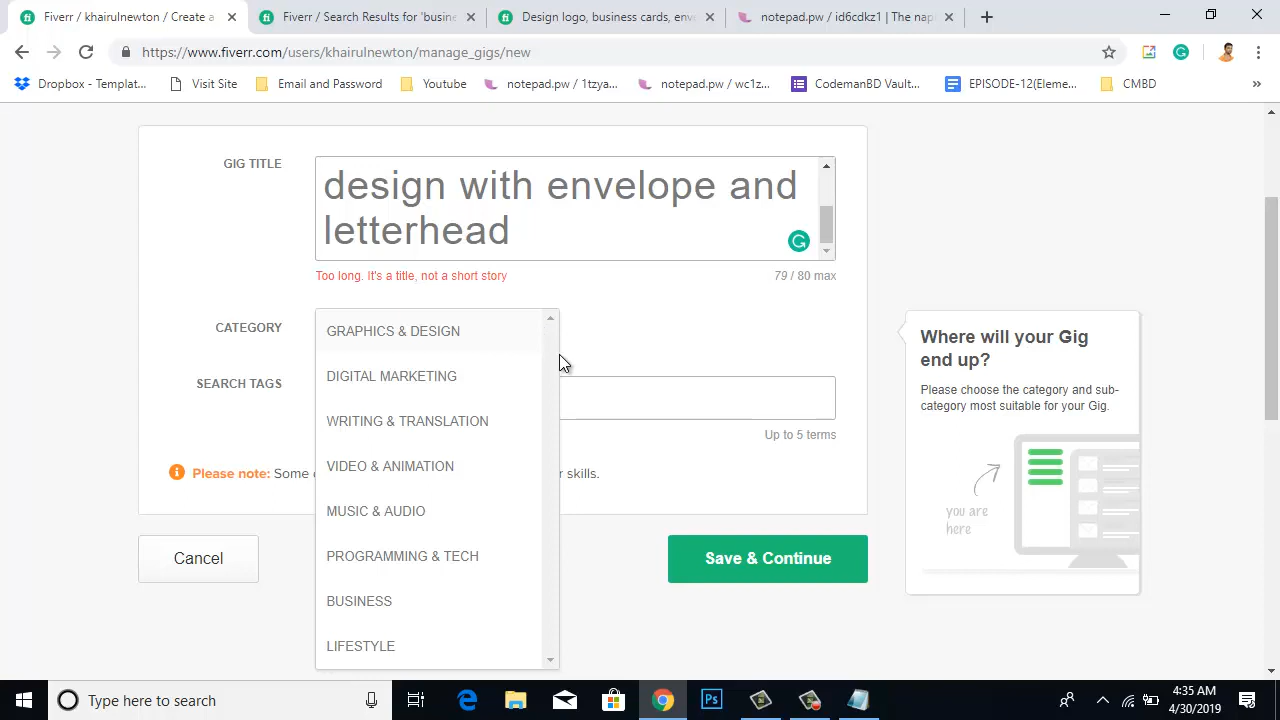 Fiverr / khairulnewton / Create a
Fiverr / Search Results for 'busine
Design logo, business cards, enve
notepad.pw / id6cdkz1 | The nap
https://www.fiverr.com/users/khairulnewton/manage_gigs/new
Dropbox - Templat...
Visit Site
Email and Password
Youtube
notepad.pw / 1tzya...
notepad.pw / wc1z...
CodemanBD Vault...
EPISODE-12(Eleme...
CMBD
»
GIG TITLE
design with envelope and
letterhead
Too long. It's a title, not a short story
79 / 80 max
CATEGORY
GRAPHICS & DESIGN
DIGITAL MARKETING
WRITING & TRANSLATION
VIDEO & ANIMATION
MUSIC & AUDIO
PROGRAMMING & TECH
BUSINESS
LIFESTYLE
SEARCH TAGS
Up to 5 terms
Please note: Some
r skills.
Cancel
Save & Continue
Where will your Gig
end up?
Please choose the category and sub-
category most suitable for your Gig.
you are
here
Type here to search
Ps
4:35 AM
4/30/2019